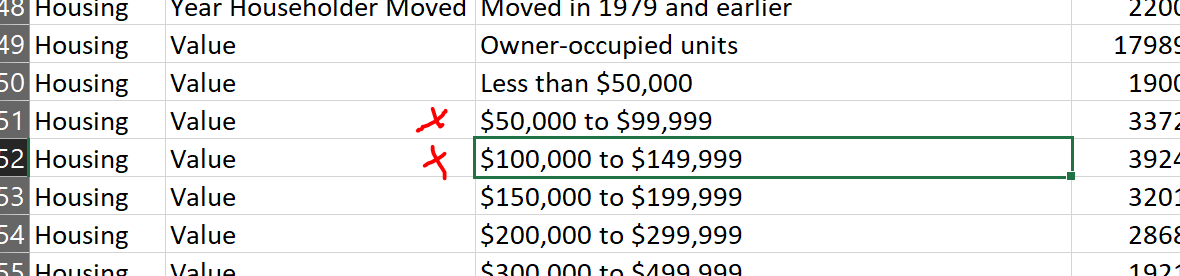 48 Housing Year Householder Moved Moved in 1979 and earlier 2200
49 Housing Value Owner-occupied units 17989
50 Housing Value Less than $50,000 1900
51 Housing Value $50,000 to $99,999 3372
52 Housing Value $100,000 to $149,999 3924
53 Housing Value $150,000 to $199,999 3201
54 Housing Value $200,000 to $299,999 2868
55 Housing Value $300,000 to $499,999 1921